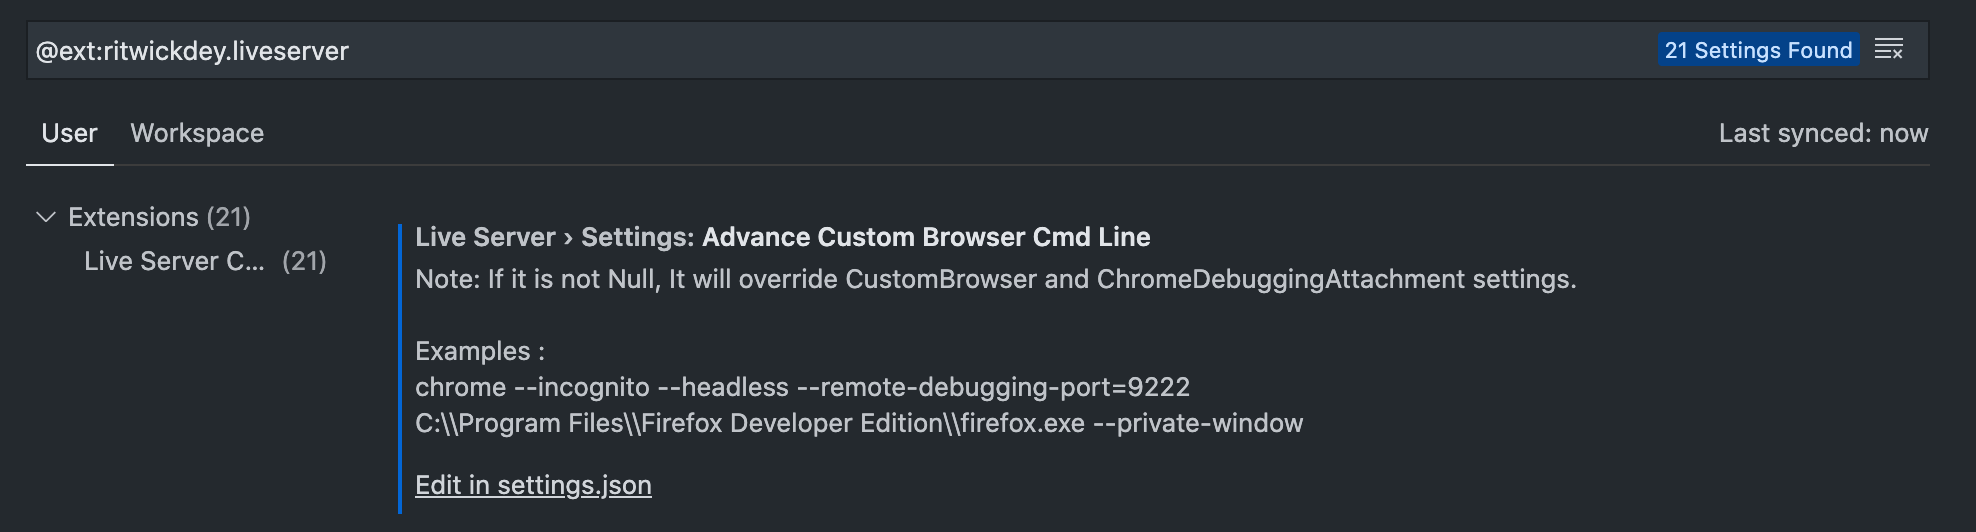 @ext:ritwickdey.liveserver
21 Settings Found
User
Workspace
Last synced: now
Extensions (21)
Live Server C... (21)
Live Server › Settings: Advance Custom Browser Cmd Line
Note: If it is not Null, It will override CustomBrowser and ChromeDebuggingAttachment settings.
Examples :
chrome --incognito --headless --remote-debugging-port=9222
C:\\Program Files\\Firefox Developer Edition\\firefox.exe --private-window
Edit in settings.json